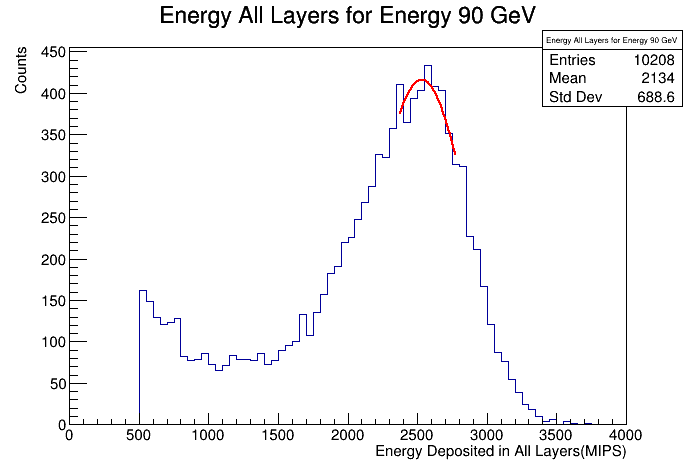 Energy All Layers for Energy 90 GeV
Energy All Layers for Energy 90 GeV
Entries 10208
Mean 2134
Std Dev 688.6
Counts
450
400
350
300
250
200
150
100
50
0
0 500 1000 1500 2000 2500 3000 3500 4000
Energy Deposited in All Layers(MIPS)